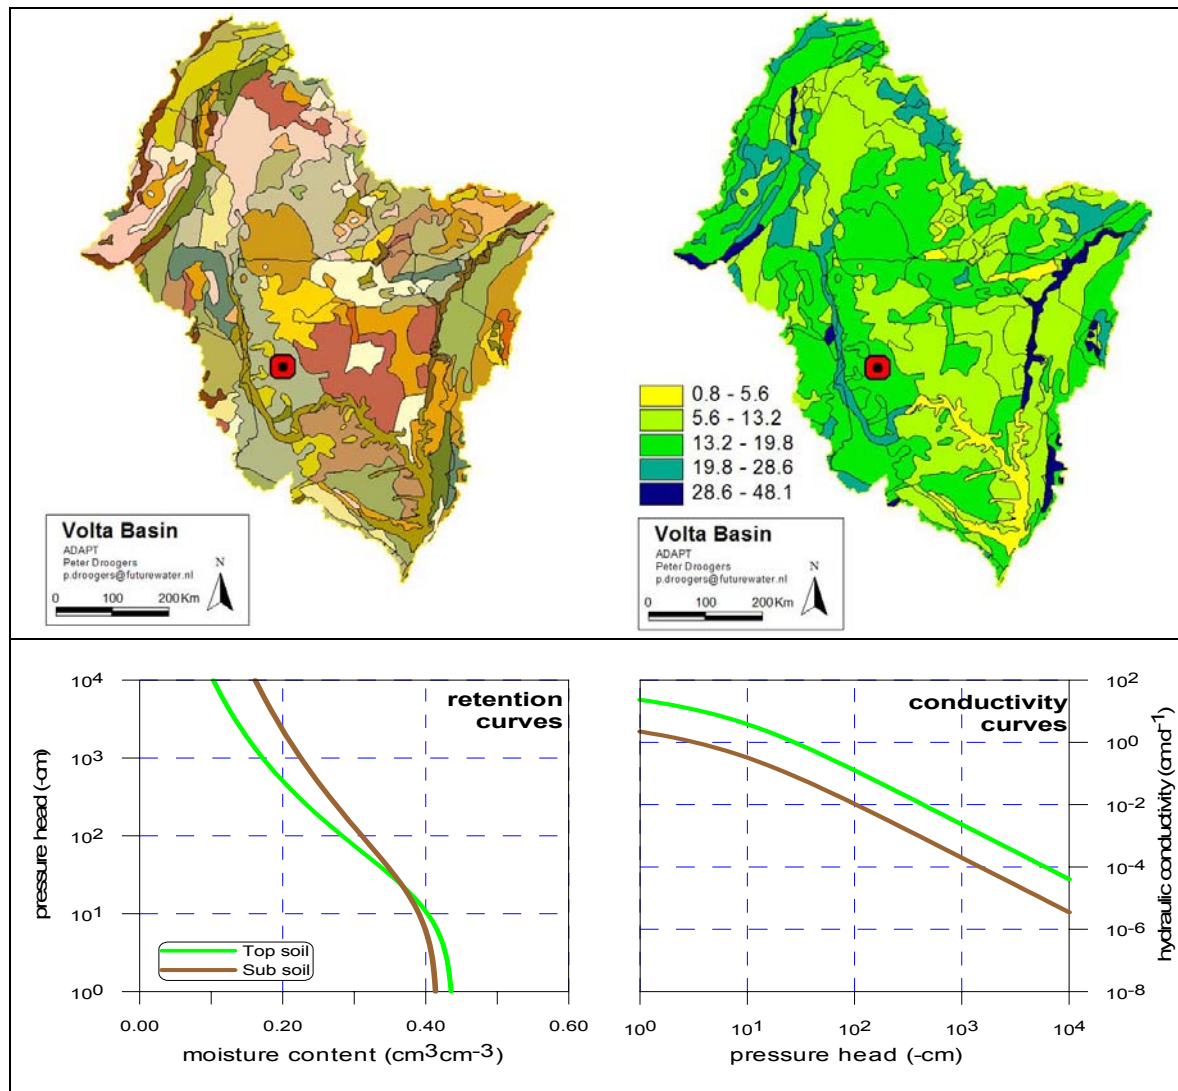 Volta Basin
ADAPT
Peter Droogers
p.droogers@futurewater.nl
N
0 100 200 Km
0.8 - 5.6
5.6 - 13.2
13.2 - 19.8
19.8 - 28.6
28.6 - 48.1
Volta Basin
ADAPT
Peter Droogers
p.droogers@futurewater.nl
N
0 100 200 Km
retention
curves
pressure head (-cm)
10⁴
10³
10²
10¹
10⁰
Top soil
Sub soil
0.00 0.20 0.40 0.60
moisture content (cm³cm⁻³)
conductivity
curves
10²
10⁰
10⁻²
10⁻⁴
10⁻⁶
10⁻⁸
hydraulic conductivity (cmd⁻¹)
10⁰ 10¹ 10² 10³ 10⁴
pressure head (-cm)